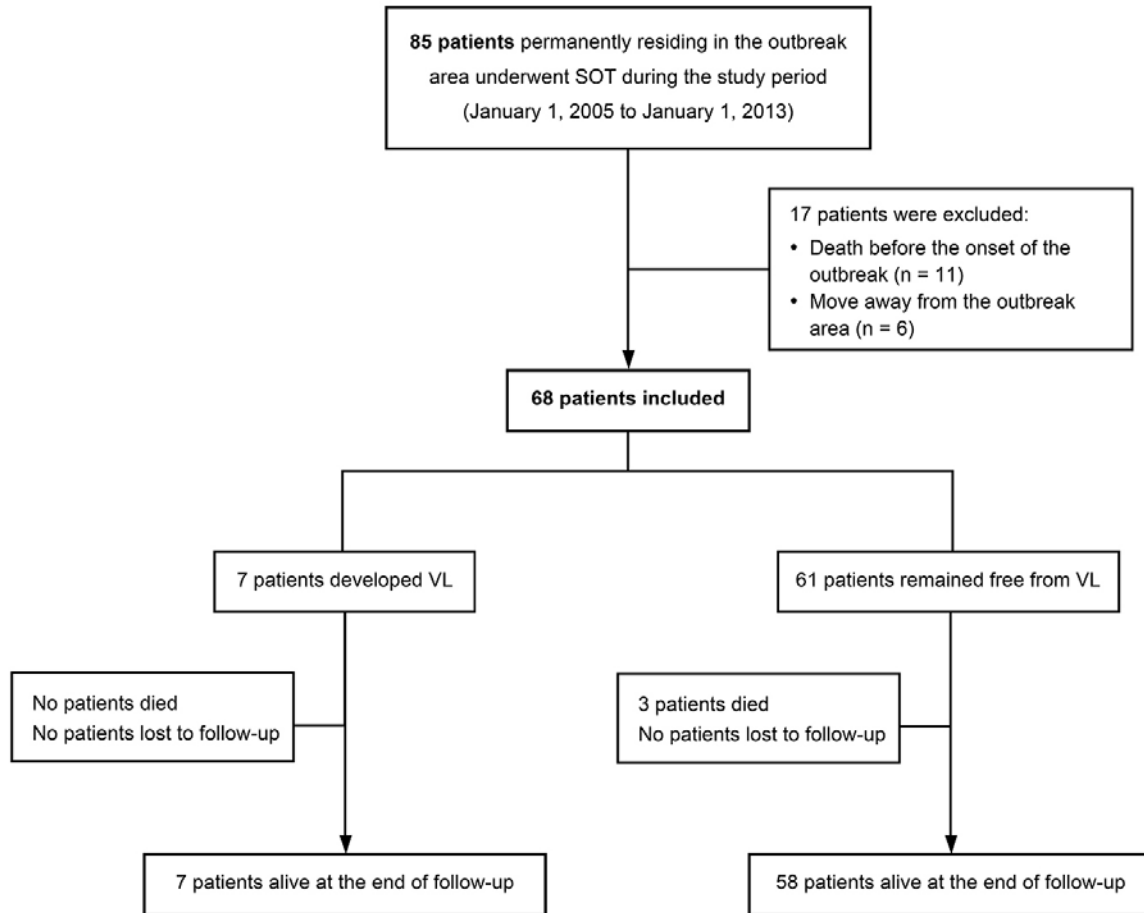 85 patients permanently residing in the outbreak
area underwent SOT during the study period
(January 1, 2005 to January 1, 2013)
17 patients were excluded:
• Death before the onset of the
outbreak (n = 11)
• Move away from the outbreak
area (n = 6)
68 patients included
7 patients developed VL
61 patients remained free from VL
No patients died
No patients lost to follow-up
3 patients died
No patients lost to follow-up
7 patients alive at the end of follow-up
58 patients alive at the end of follow-up